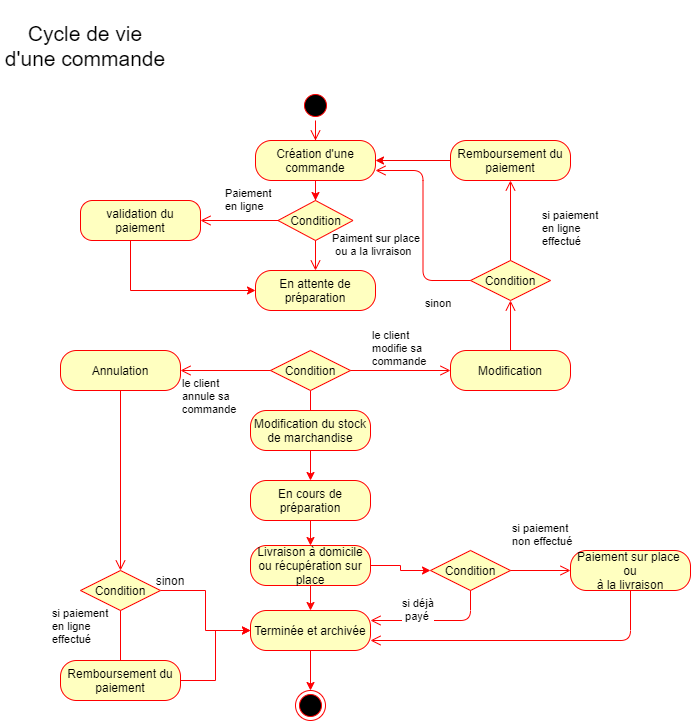 Cycle de vie
d'une commande
Création d'une
commande
Remboursement du
paiement
Paiement
en ligne
validation du
paiement
Condition
si paiement
en ligne
effectué
Paiment sur place
ou a la livraison
En attente de
préparation
Condition
sinon
le client
modifie sa
commande
Annulation
Condition
Modification
le client
annule sa
commande
Modification du stock
de marchandise
En cours de
préparation
si paiement
non effectué
Livraison à domicile
ou récupération sur
place
Condition
Paiement sur place
ou
à la livraison
Condition
sinon
si déjà
payé
si paiement
en ligne
effectué
Terminée et archivée
Remboursement du
paiement